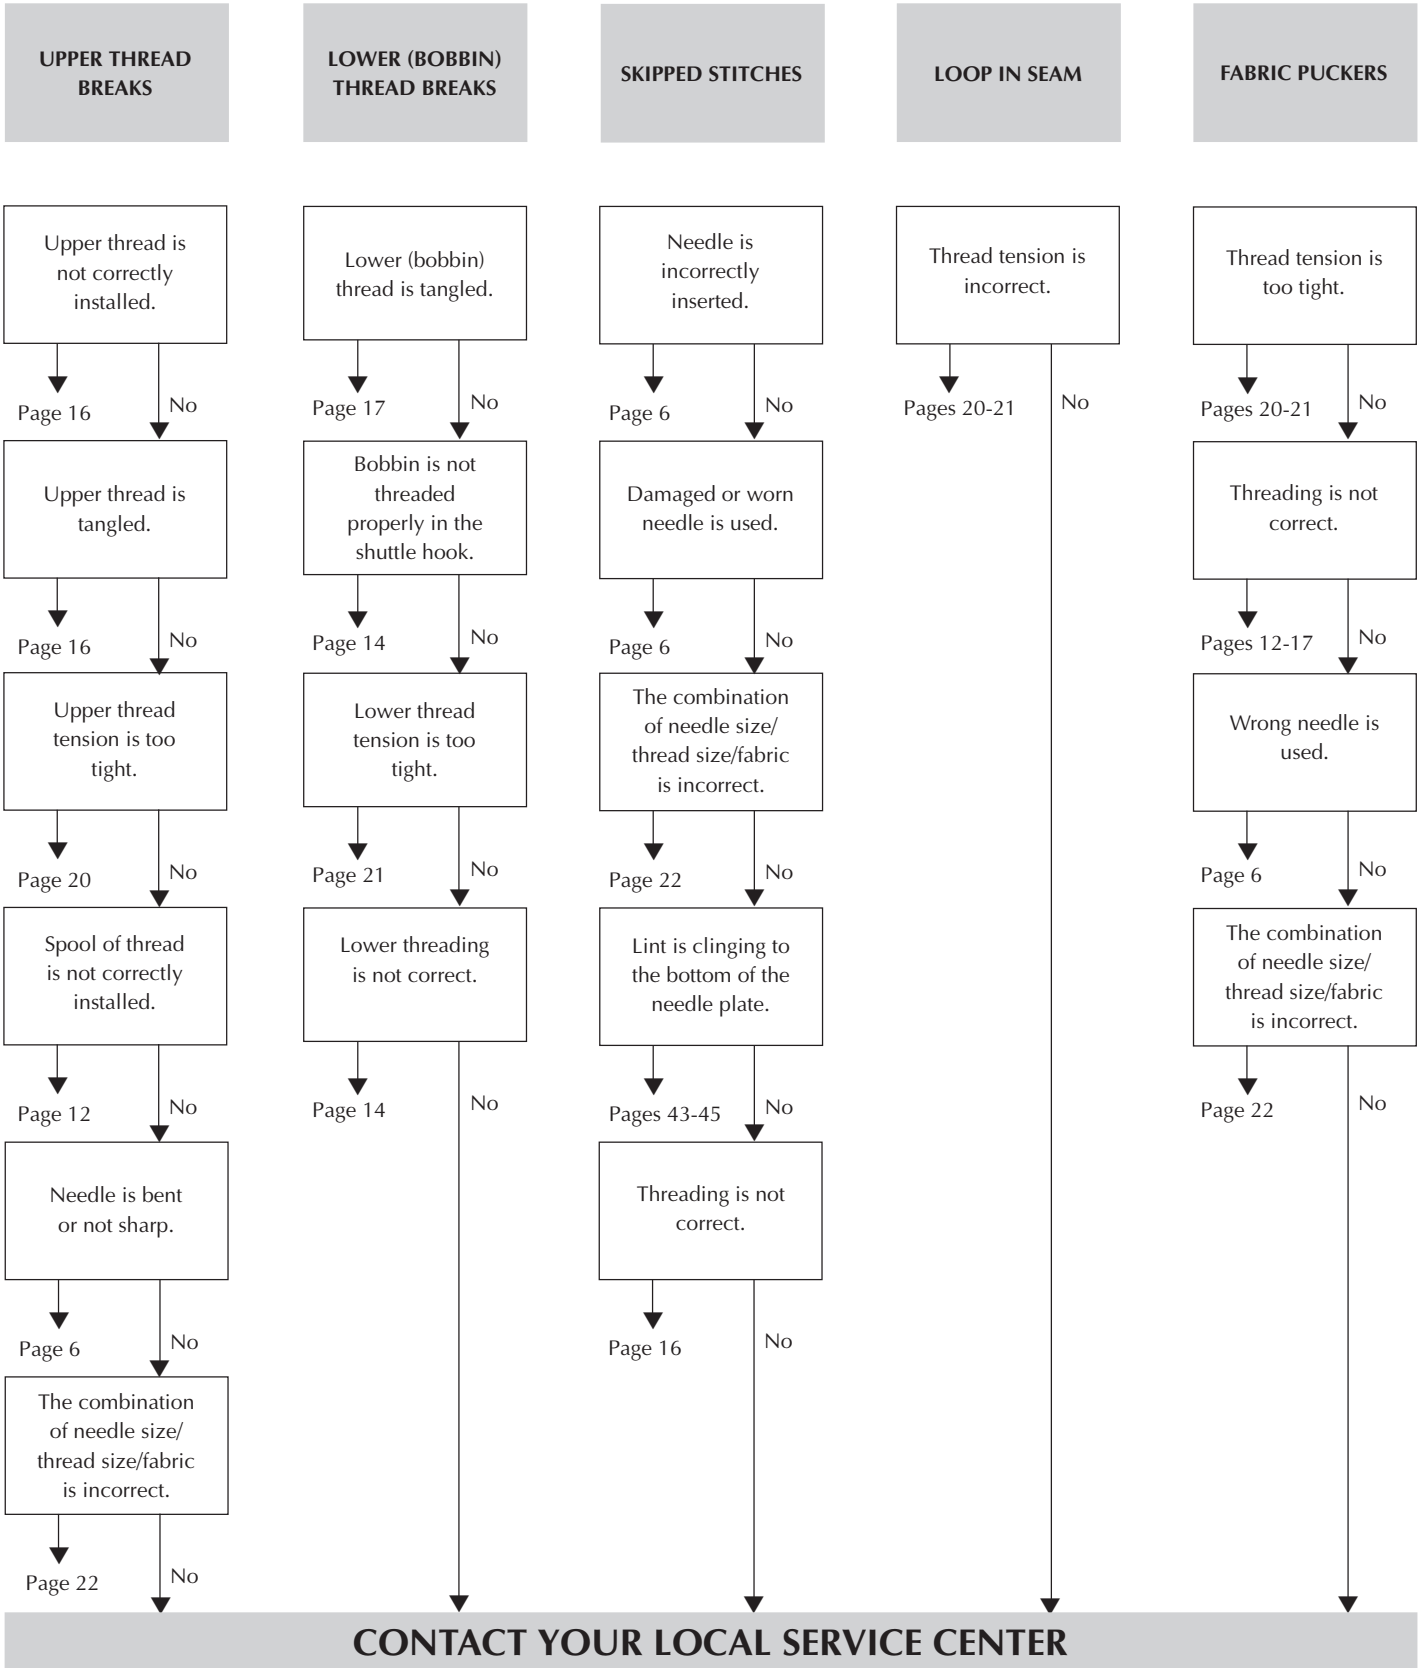 UPPER THREAD
BREAKS
Upper thread is
not correctly
installed.
Page 16
No
Upper thread is
tangled.
Page 16
No
Upper thread
tension is too
tight.
Page 20
No
Spool of thread
is not correctly
installed.
Page 12
No
Needle is bent
or not sharp.
Page 6
No
The combination
of needle size/
thread size/fabric
is incorrect.
Page 22
No
LOWER (BOBBIN)
THREAD BREAKS
Lower (bobbin)
thread is tangled.
Page 17
No
Bobbin is not
threaded
properly in the
shuttle hook.
Page 14
No
Lower thread
tension is too
tight.
Page 21
No
Lower threading
is not correct.
Page 14
No
SKIPPED STITCHES
Needle is
incorrectly
inserted.
Page 6
No
Damaged or worn
needle is used.
Page 6
No
The combination
of needle size/
thread size/fabric
is incorrect.
Page 22
No
Lint is clinging to
the bottom of the
needle plate.
Pages 43-45
No
Threading is not
correct.
Page 16
No
LOOP IN SEAM
Thread tension is
incorrect.
Pages 20-21
No
FABRIC PUCKERS
Thread tension is
too tight.
Pages 20-21
No
Threading is not
correct.
Pages 12-17
No
Wrong needle is
used.
Page 6
No
The combination
of needle size/
thread size/fabric
is incorrect.
Page 22
No
CONTACT YOUR LOCAL SERVICE CENTER